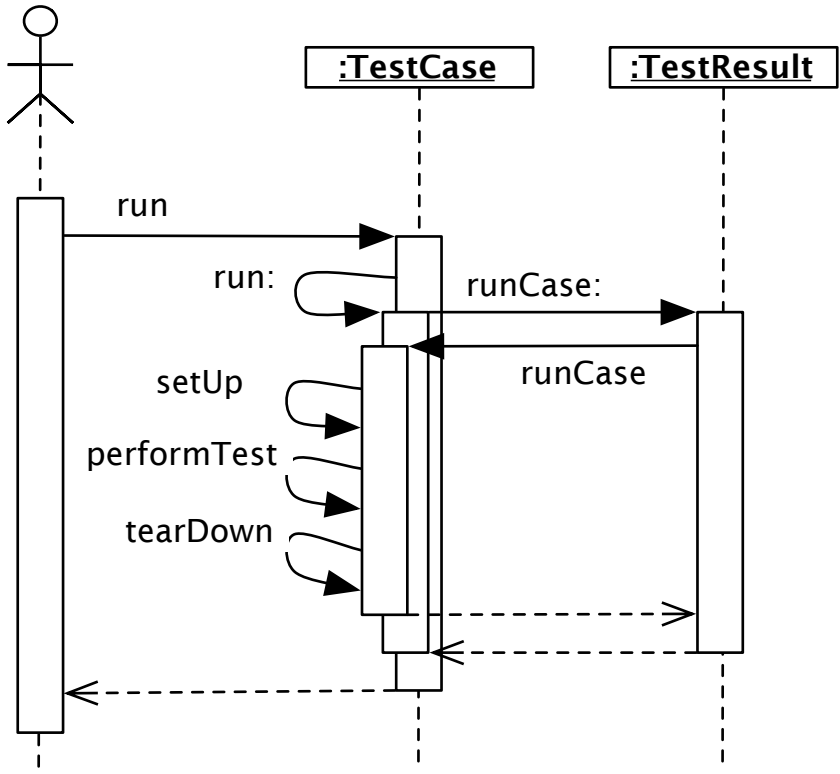 :TestCase
:TestResult
run
run:
runCase:
runCase
setUp
performTest
tearDown